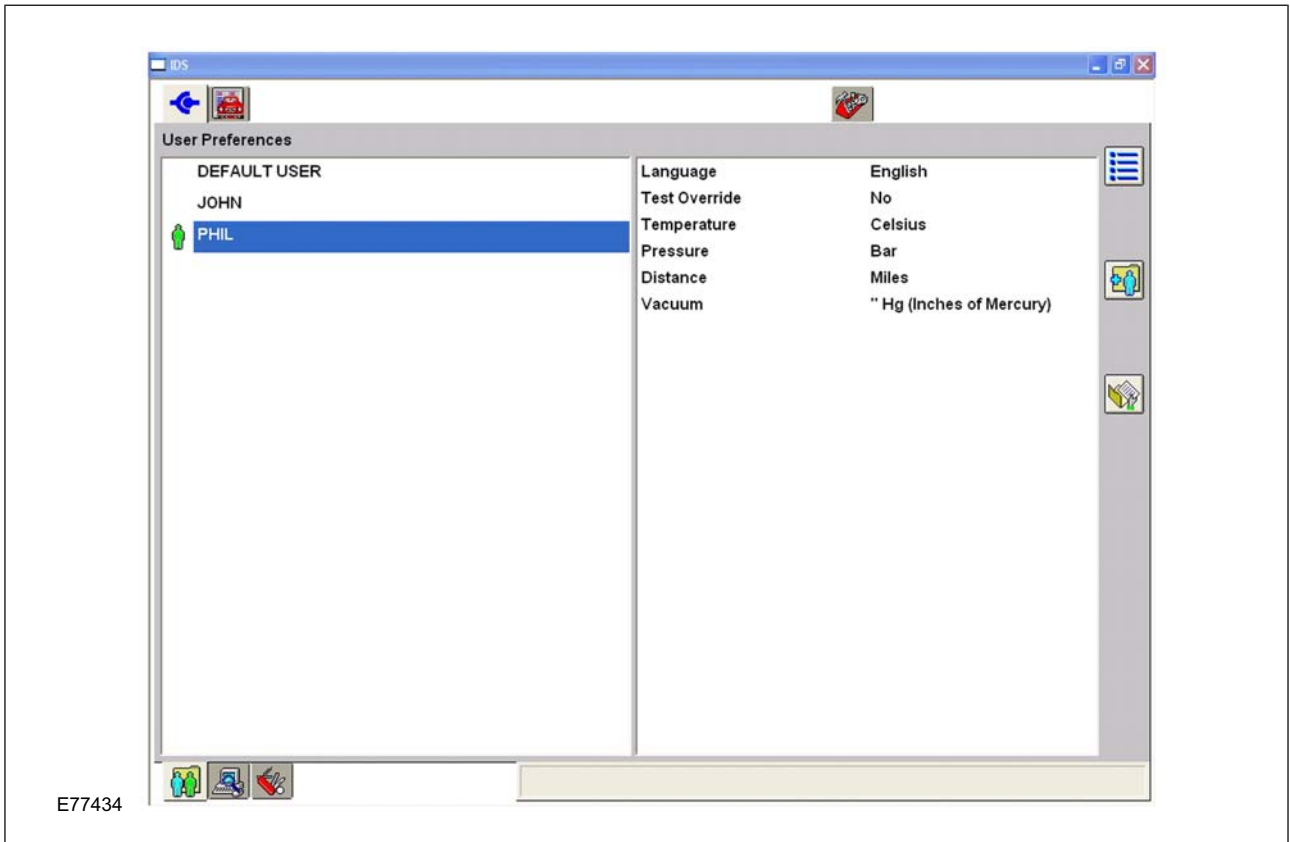 IDS
User Preferences
DEFAULT USER
JOHN
PHIL
Language English
Test Override No
Temperature Celsius
Pressure Bar
Distance Miles
Vacuum " Hg (Inches of Mercury)
E77434